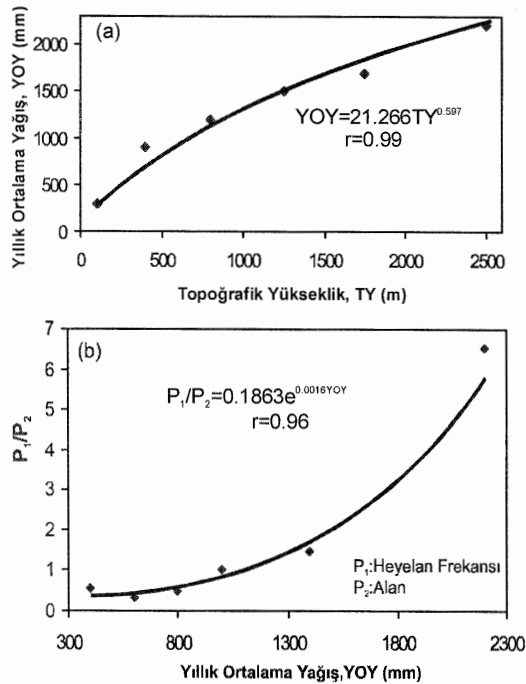 (a)
Yıllık Ortalama Yağış, YOY (mm)
2000
1500
1000
500
0
YOY=21.266TY^0.597
r=0.99
0 500 1000 1500 2000 2500
Topoğrafik Yükseklik, TY (m)
(b)
P₁/P₂
7
6
5
4
3
2
1
0
P₁/P₂=0.1863e^0.0016YOY
r=0.96
P₁:Heyelan Frekansı
P₂:Alan
300 800 1300 1800 2300
Yıllık Ortalama Yağış,YOY (mm)